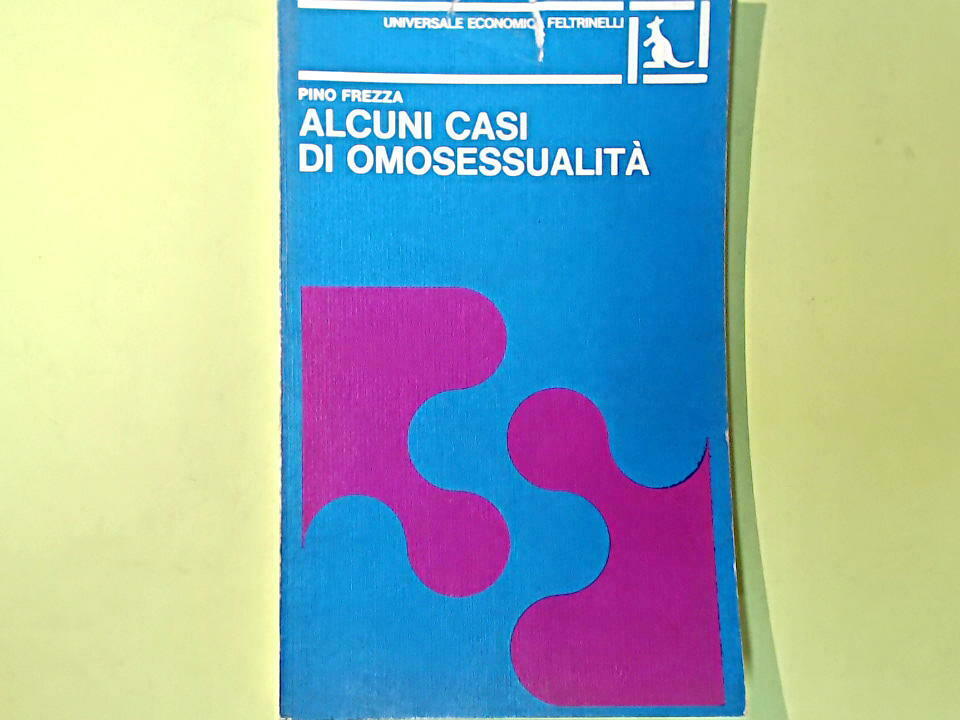 UNIVERSALE ECONOMICA FELTRINELLI
PINO FREZZA
ALCUNI CASI
DI OMOSESSUALITÀ